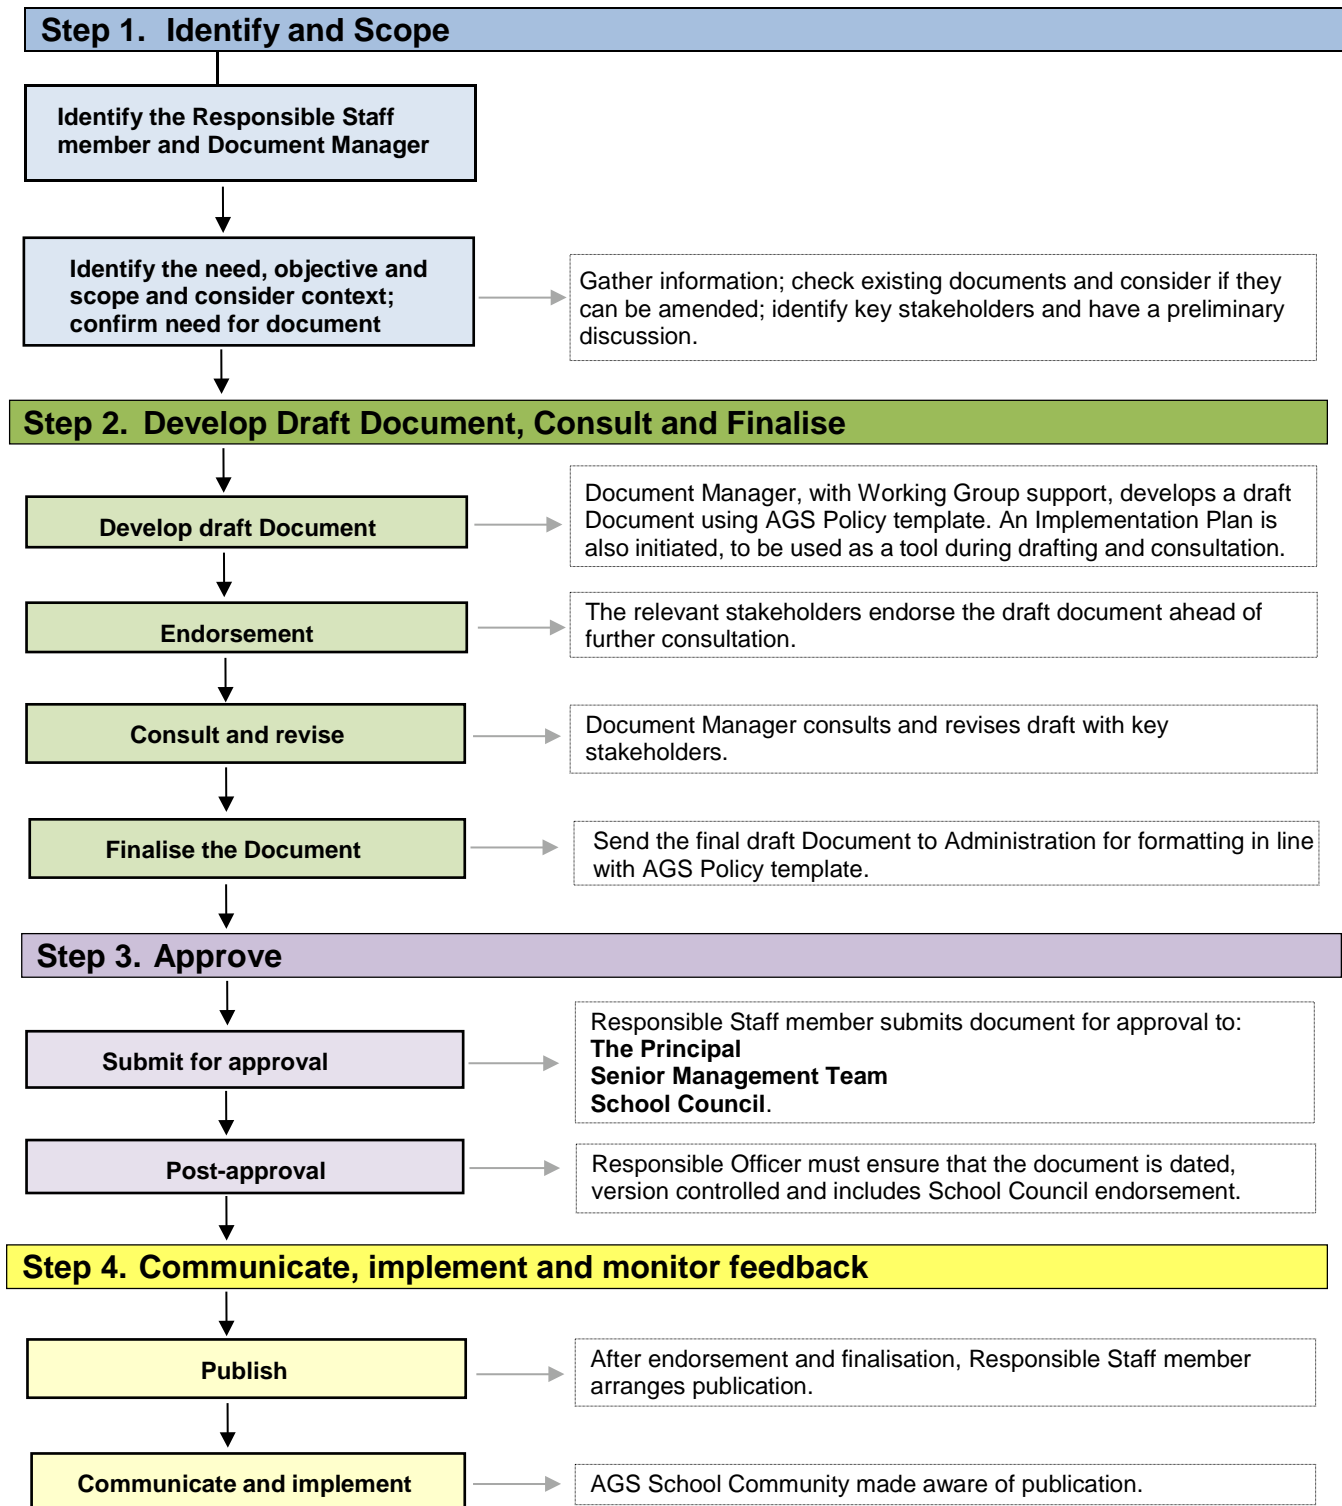 Step 1. Identify and Scope
Identify the Responsible Staff
member and Document Manager
Identify the need, objective and
scope and consider context;
confirm need for document
Gather information; check existing documents and consider if they
can be amended; identify key stakeholders and have a preliminary
discussion.
Step 2. Develop Draft Document, Consult and Finalise
Develop draft Document
Document Manager, with Working Group support, develops a draft
Document using AGS Policy template. An Implementation Plan is
also initiated, to be used as a tool during drafting and consultation.
Endorsement
The relevant stakeholders endorse the draft document ahead of
further consultation.
Consult and revise
Document Manager consults and revises draft with key
stakeholders.
Finalise the Document
Send the final draft Document to Administration for formatting in line
with AGS Policy template.
Step 3. Approve
Submit for approval
Responsible Staff member submits document for approval to:
The Principal
Senior Management Team
School Council.
Post-approval
Responsible Officer must ensure that the document is dated,
version controlled and includes School Council endorsement.
Step 4. Communicate, implement and monitor feedback
Publish
After endorsement and finalisation, Responsible Staff member
arranges publication.
Communicate and implement
AGS School Community made aware of publication.